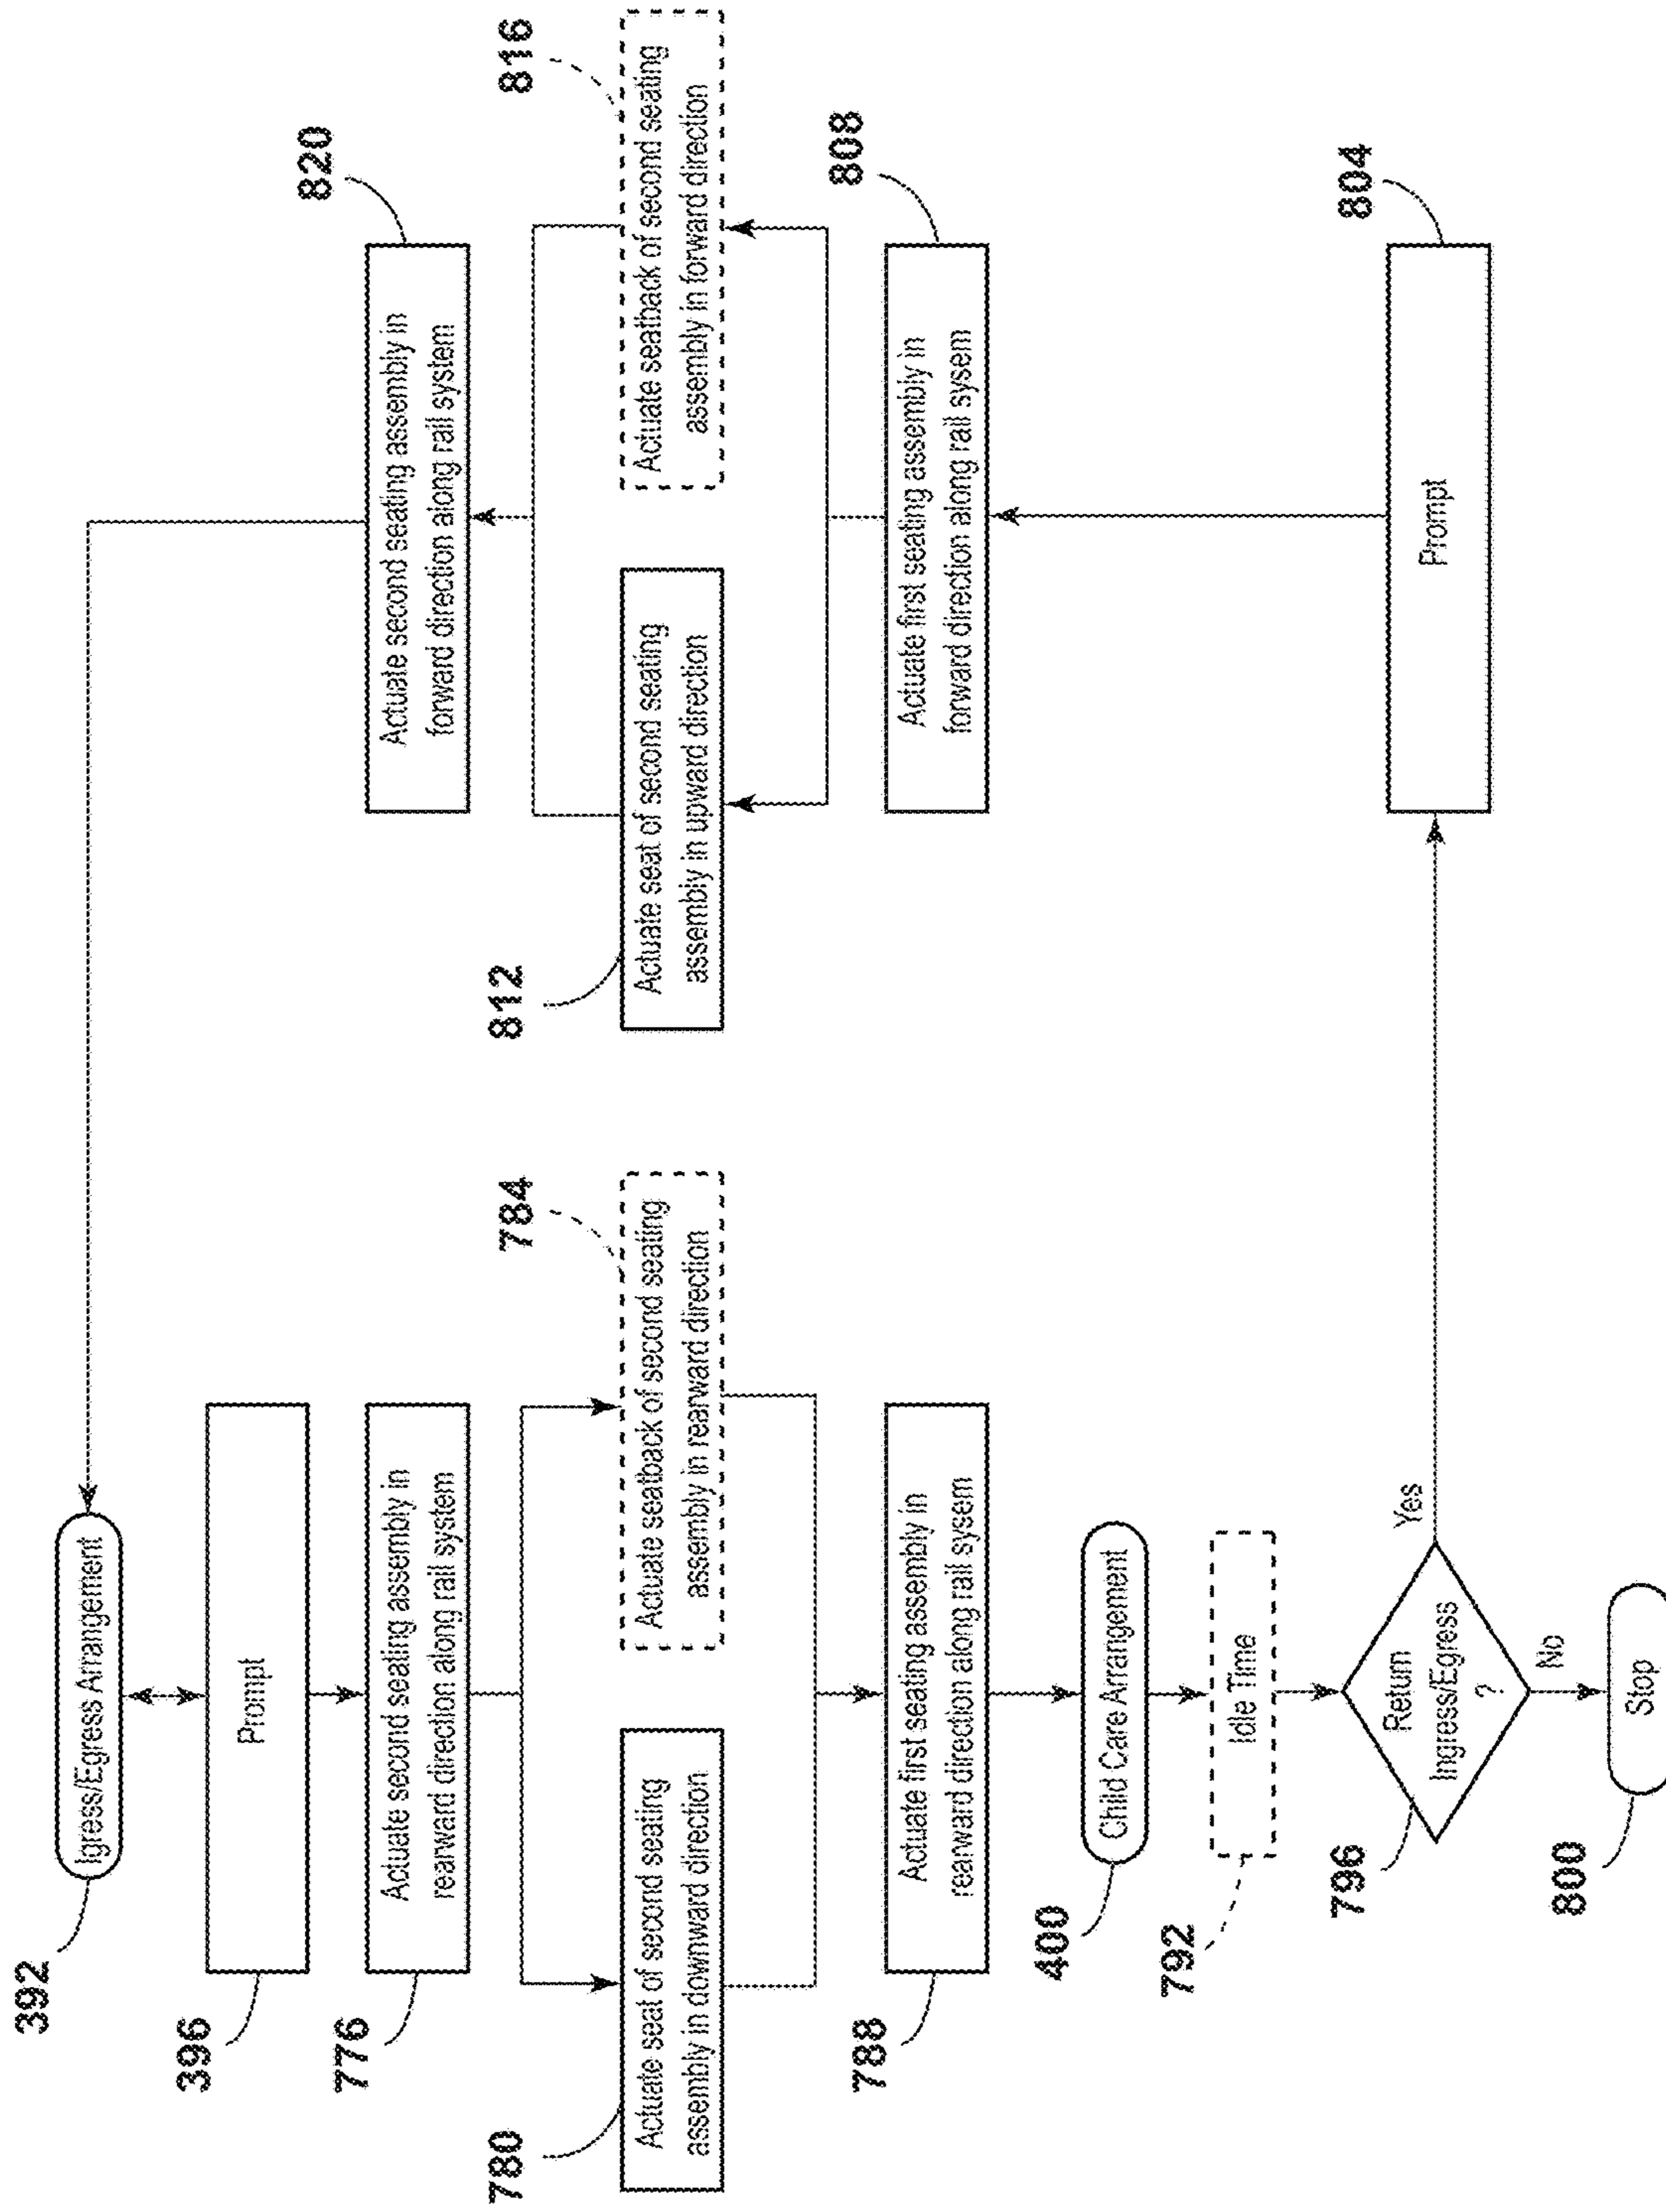 392
Igress/Egress Arrangement
396
Prompt
776
Actuate second seating assembly in
rearward direction along rail system
780
Actuate seat of second seating
assembly in downward direction
784
Actuate seatback of second seating
assembly in rearward direction
788
Actuate first seating assembly in
rearward direction along rail sysem
400
Child Care Arrangement
792
Idle Time
796
Return
Ingress/Egress
?
Yes
No
800
Stop
820
Actuate second seating assembly in
forward direction along rail system
812
Actuate seat of second seating
assembly in upward direction
816
Actuate seatback of second seating
assembly in forward direction
808
Actuate first seating assembly in
forward direction along rail sysem
804
Prompt